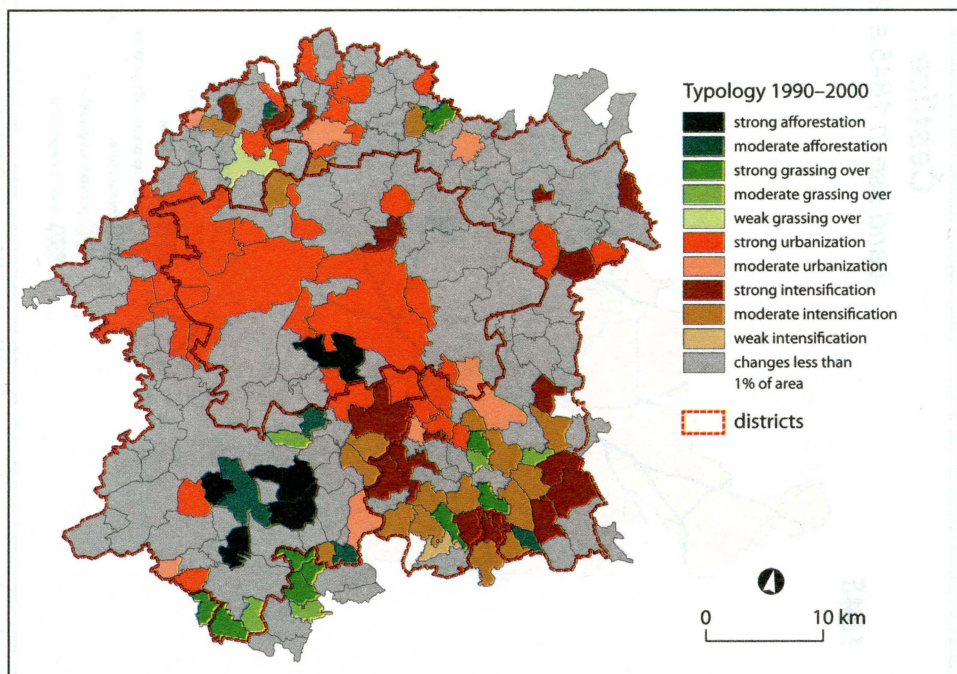 Typology 1990–2000
strong afforestation
moderate afforestation
strong grassing over
moderate grassing over
weak grassing over
strong urbanization
moderate urbanization
strong intensification
moderate intensification
weak intensification
changes less than
1% of area
districts
0 10 km